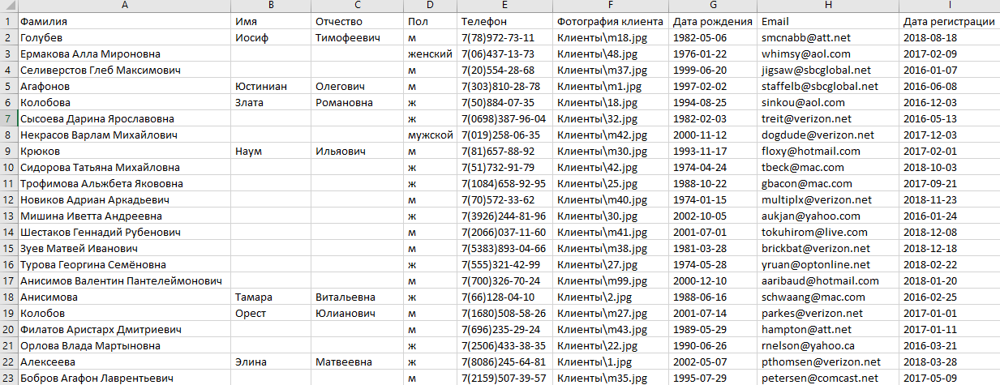 A B C D E F G H I
1 Фамилия Имя Отчество Пол Телефон Фотография клиента Дата рождения Email Дата регистрации
2 Голубев Иосиф Тимофеевич м 7(78)972-73-11 Клиенты\m18.jpg 1982-05-06 smcnabb@att.net 2018-08-18
3 Ермакова Алла Мироновна женский 7(06)437-13-73 Клиенты\48.jpg 1976-01-22 whimsy@aol.com 2017-02-09
4 Селиверстов Глеб Максимович м 7(20)554-28-68 Клиенты\m37.jpg 1999-06-20 jigsaw@sbcglobal.net 2016-01-07
5 Агафонов Юстиниан Олегович м 7(303)810-28-78 Клиенты\m1.jpg 1997-02-02 staffelb@sbcglobal.net 2016-06-08
6 Колобова Злата Романовна ж 7(50)884-07-35 Клиенты\18.jpg 1994-08-25 sinkou@aol.com 2016-12-03
7 Сысоева Дарина Ярославовна ж 7(0698)387-96-04 Клиенты\32.jpg 1982-02-03 treit@verizon.net 2016-05-13
8 Некрасов Варлам Михайлович мужской 7(019)258-06-35 Клиенты\m42.jpg 2000-11-12 dogdude@verizon.net 2017-12-03
9 Крюков Наум Ильяович м 7(81)657-88-92 Клиенты\m30.jpg 1993-11-17 floxy@hotmail.com 2017-02-01
10 Сидорова Татьяна Михайловна ж 7(51)732-91-79 Клиенты\42.jpg 1974-04-24 tbeck@mac.com 2018-10-03
11 Трофимова Альжбета Якововна ж 7(1084)658-92-95 Клиенты\25.jpg 1988-10-22 gbacon@mac.com 2017-09-21
12 Новиков Адриан Аркадьевич м 7(70)572-33-62 Клиенты\m40.jpg 1974-01-15 multiplx@verizon.net 2018-11-23
13 Мишина Иветта Андреевна ж 7(3926)244-81-96 Клиенты\30.jpg 2002-10-05 aukjan@yahoo.com 2016-01-24
14 Шестаков Геннадий Рубенович м 7(2066)037-11-60 Клиенты\m41.jpg 2001-07-01 tokuhirom@live.com 2018-12-08
15 Зуев Матвей Иванович м 7(5383)893-04-66 Клиенты\m38.jpg 1981-03-28 brickbat@verizon.net 2018-12-18
16 Турова Георгина Семёновна ж 7(555)321-42-99 Клиенты\27.jpg 1974-05-28 yruan@optonline.net 2018-02-22
17 Анисимов Валентин Пантелеймонович м 7(700)326-70-24 Клиенты\m99.jpg 2000-12-10 aaribaud@hotmail.com 2018-01-20
18 Анисимова Тамара Витальевна ж 7(66)128-04-10 Клиенты\2.jpg 1988-06-16 schwaang@mac.com 2016-02-25
19 Колобов Орест Юлианович м 7(1680)508-58-26 Клиенты\m27.jpg 2001-07-14 parkes@verizon.net 2017-01-01
20 Филатов Аристарх Дмитриевич м 7(696)235-29-24 Клиенты\m43.jpg 1989-05-29 hampton@att.net 2017-01-11
21 Орлова Влада Мартыновна ж 7(2506)433-38-35 Клиенты\22.jpg 1990-06-26 rnelson@yahoo.ca 2016-03-21
22 Алексеева Элина Матвеевна ж 7(8086)245-64-81 Клиенты\1.jpg 2002-05-07 pthomsen@verizon.net 2018-03-28
23 Бобров Агафон Лаврентьевич м 7(2159)507-39-57 Клиенты\m35.jpg 1995-07-29 petersen@comcast.net 2017-05-09